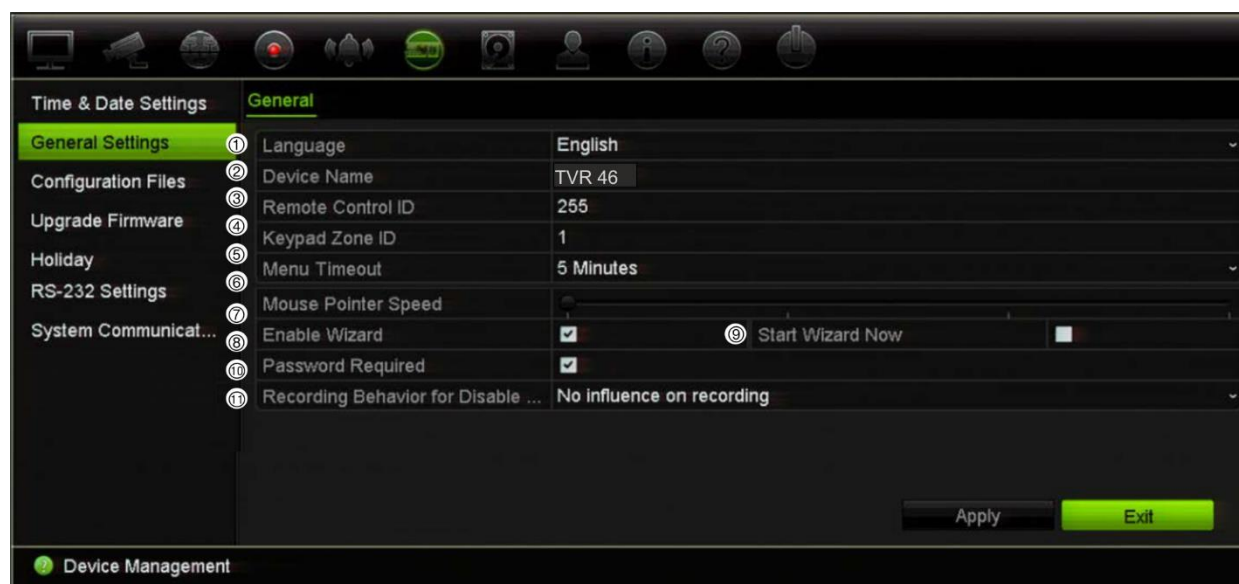 Time & Date Settings
General
General Settings
① Language English
② Device Name TVR 46
Configuration Files
③ Remote Control ID 255
Upgrade Firmware
④ Keypad Zone ID 1
Holiday
⑤ Menu Timeout 5 Minutes
RS-232 Settings
⑥
⑦ Mouse Pointer Speed
System Communicat...
⑧ Enable Wizard ⑨ Start Wizard Now
⑩ Password Required
⑪ Recording Behavior for Disable ... No influence on recording
Apply Exit
Device Management